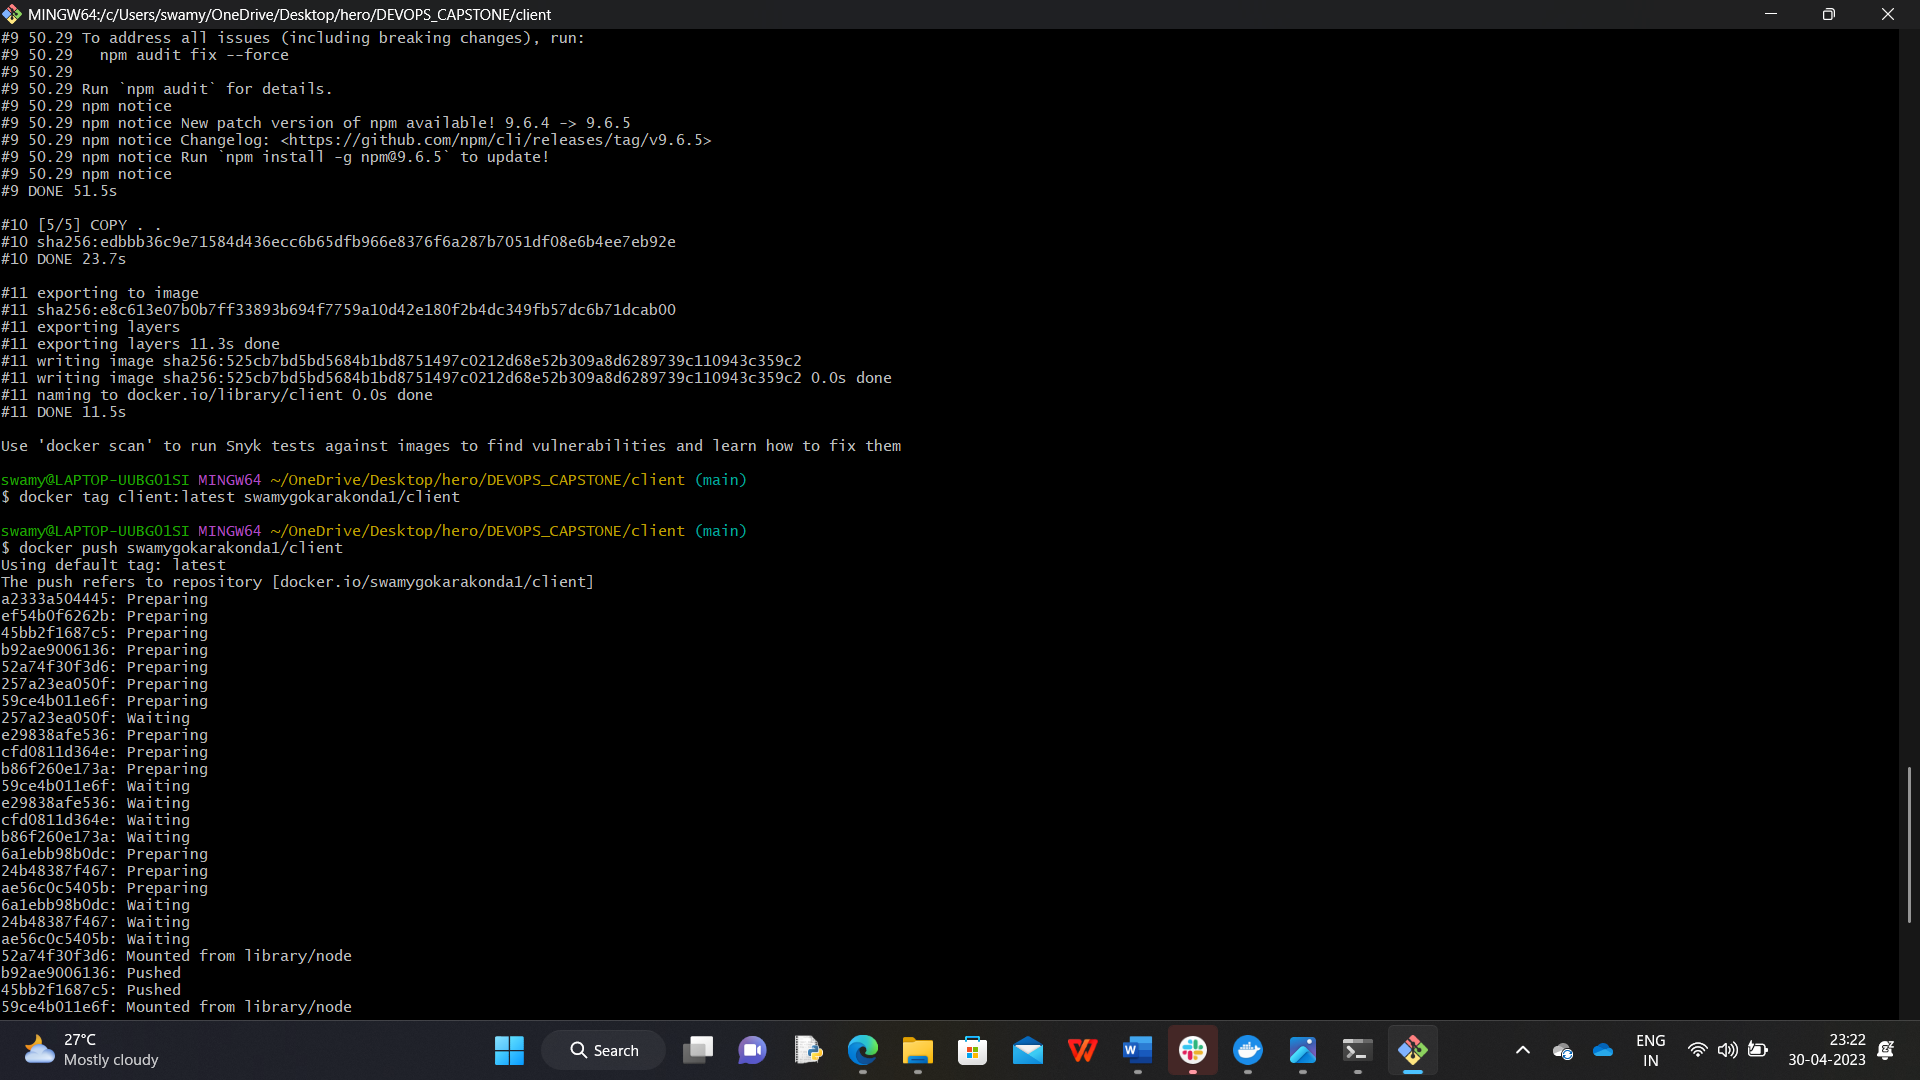 MINGW64:/c/Users/swamy/OneDrive/Desktop/hero/DEVOPS_CAPSTONE/client
#9 50.29 To address all issues (including breaking changes), run:
#9 50.29   npm audit fix --force
#9 50.29
#9 50.29 Run `npm audit` for details.
#9 50.29 npm notice
#9 50.29 npm notice New patch version of npm available! 9.6.4 -> 9.6.5
#9 50.29 npm notice Changelog: <https://github.com/npm/cli/releases/tag/v9.6.5>
#9 50.29 npm notice Run `npm install -g npm@9.6.5` to update!
#9 50.29 npm notice
#9 DONE 51.5s
#10 [5/5] COPY . .
#10 sha256:edbbb36c9e71584d436ecc6b65dfb966e8376f6a287b7051df08e6b4ee7eb92e
#10 DONE 23.7s
#11 exporting to image
#11 sha256:e8c613e07b0b7ff33893b694f7759a10d42e180f2b4dc349fb57dc6b71dcab00
#11 exporting layers
#11 exporting layers 11.3s done
#11 writing image sha256:525cb7bd5bd5684b1bd8751497c0212d68e52b309a8d6289739c110943c359c2
#11 writing image sha256:525cb7bd5bd5684b1bd8751497c0212d68e52b309a8d6289739c110943c359c2 0.0s done
#11 naming to docker.io/library/client 0.0s done
#11 DONE 11.5s
Use 'docker scan' to run Snyk tests against images to find vulnerabilities and learn how to fix them
swamy@LAPTOP-UUBGO1SI MINGW64 ~/OneDrive/Desktop/hero/DEVOPS_CAPSTONE/client (main)
$ docker tag client:latest swamygokarakonda1/client
swamy@LAPTOP-UUBGO1SI MINGW64 ~/OneDrive/Desktop/hero/DEVOPS_CAPSTONE/client (main)
$ docker push swamygokarakonda1/client
Using default tag: latest
The push refers to repository [docker.io/swamygokarakonda1/client]
a2333a504445: Preparing
ef54b0f6262b: Preparing
45bb2f1687c5: Preparing
b92ae9006136: Preparing
52a74f30f3d6: Preparing
257a23ea050f: Preparing
59ce4b011e6f: Preparing
257a23ea050f: Waiting
e29838afe536: Preparing
cfd0811d364e: Preparing
b86f260e173a: Preparing
59ce4b011e6f: Waiting
e29838afe536: Waiting
cfd0811d364e: Waiting
b86f260e173a: Waiting
6a1ebb98b0dc: Preparing
24b48387f467: Preparing
ae56c0c5405b: Preparing
6a1ebb98b0dc: Waiting
24b48387f467: Waiting
ae56c0c5405b: Waiting
52a74f30f3d6: Mounted from library/node
b92ae9006136: Pushed
45bb2f1687c5: Pushed
59ce4b011e6f: Mounted from library/node
27°C
Mostly cloudy
Search
ENG
IN
23:22
30-04-2023